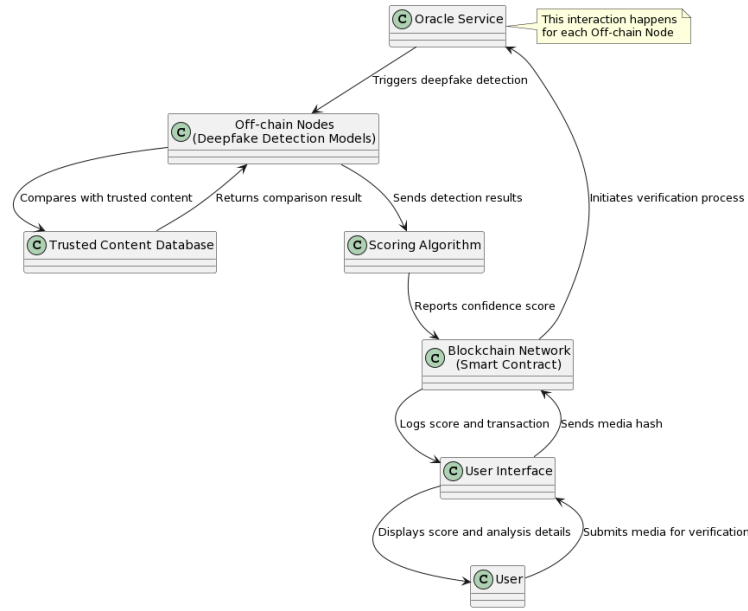 C Oracle Service
This interaction happens
for each Off-chain Node
Triggers deepfake detection
C Off-chain Nodes
(Deepfake Detection Models)
Compares with trusted content
Returns comparison result
Sends detection results
Initiates verification process
C Trusted Content Database
C Scoring Algorithm
Reports confidence score
C Blockchain Network
(Smart Contract)
Logs score and transaction
Sends media hash
C User Interface
Displays score and analysis details
Submits media for verification
C User